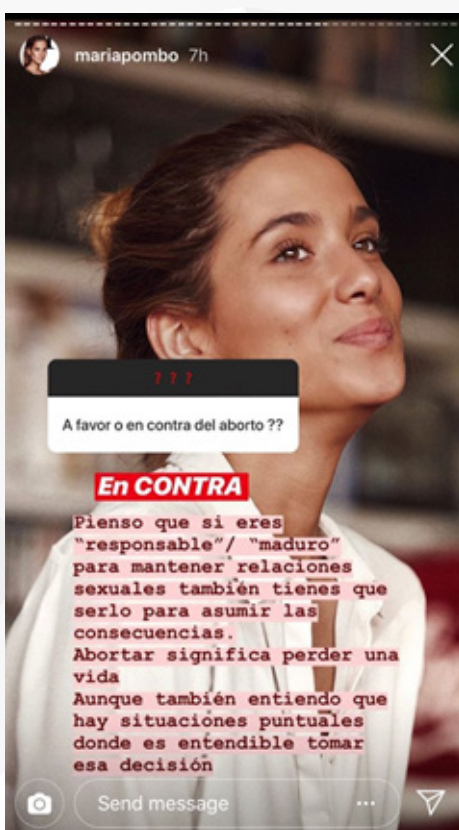 mariapombo 7h
? ? ?
A favor o en contra del aborto ??
En CONTRA
Pienso que si eres
"responsable"/ "maduro"
para mantener relaciones
sexuales también tienes que
serlo para asumir las
consecuencias.
Abortar significa perder una
vida
Aunque también entiendo que
hay situaciones puntuales
donde es entendible tomar
esa decisión
Send message